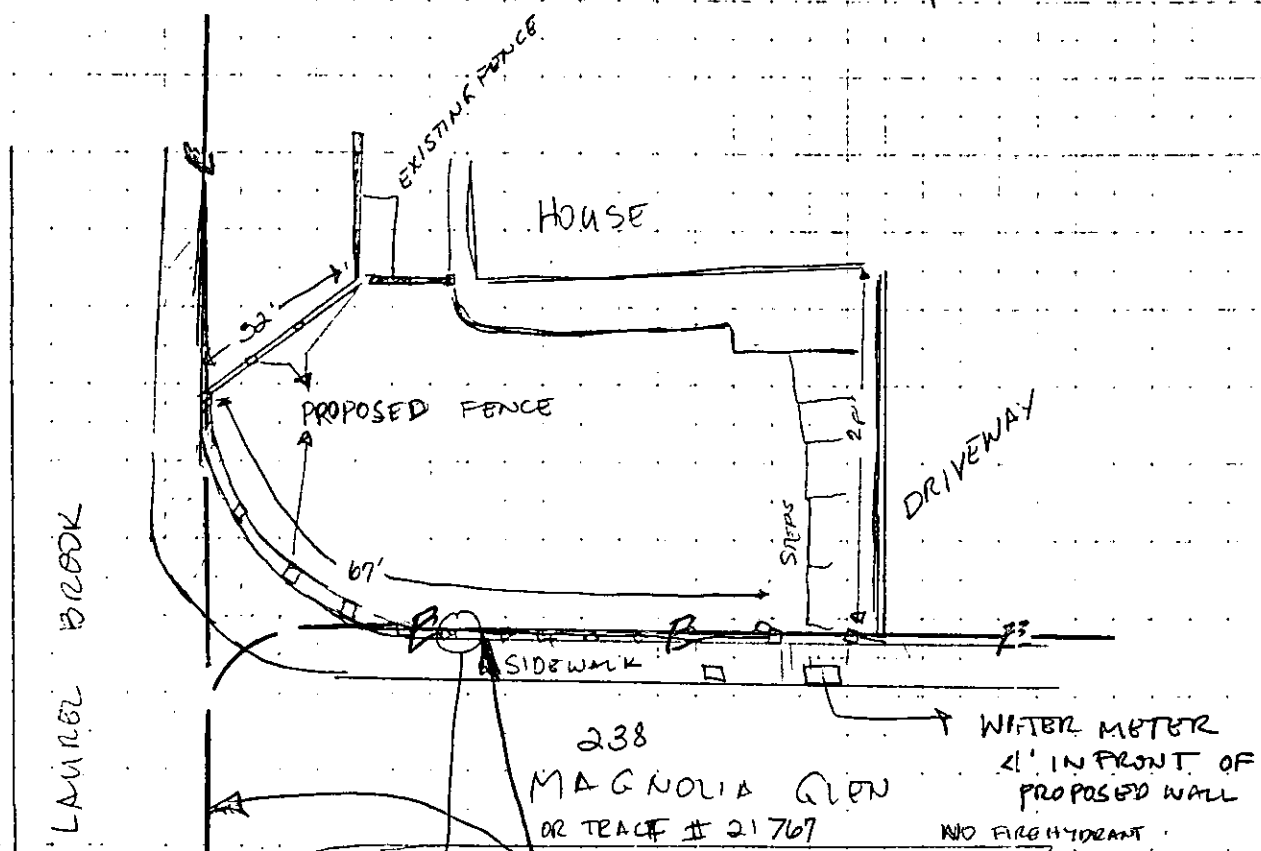 EXISTING FENCE
HOUSE
32'
PROPOSED FENCE
DRIVEWAY
STEPS
67'
LAUREL BROOK
SIDEWALK
238
MAGNOLIA GLEN
OR TRACT # 21767
WATER METER
<1' IN FRONT OF
PROPOSED WALL
NO FIRE HYDRANT